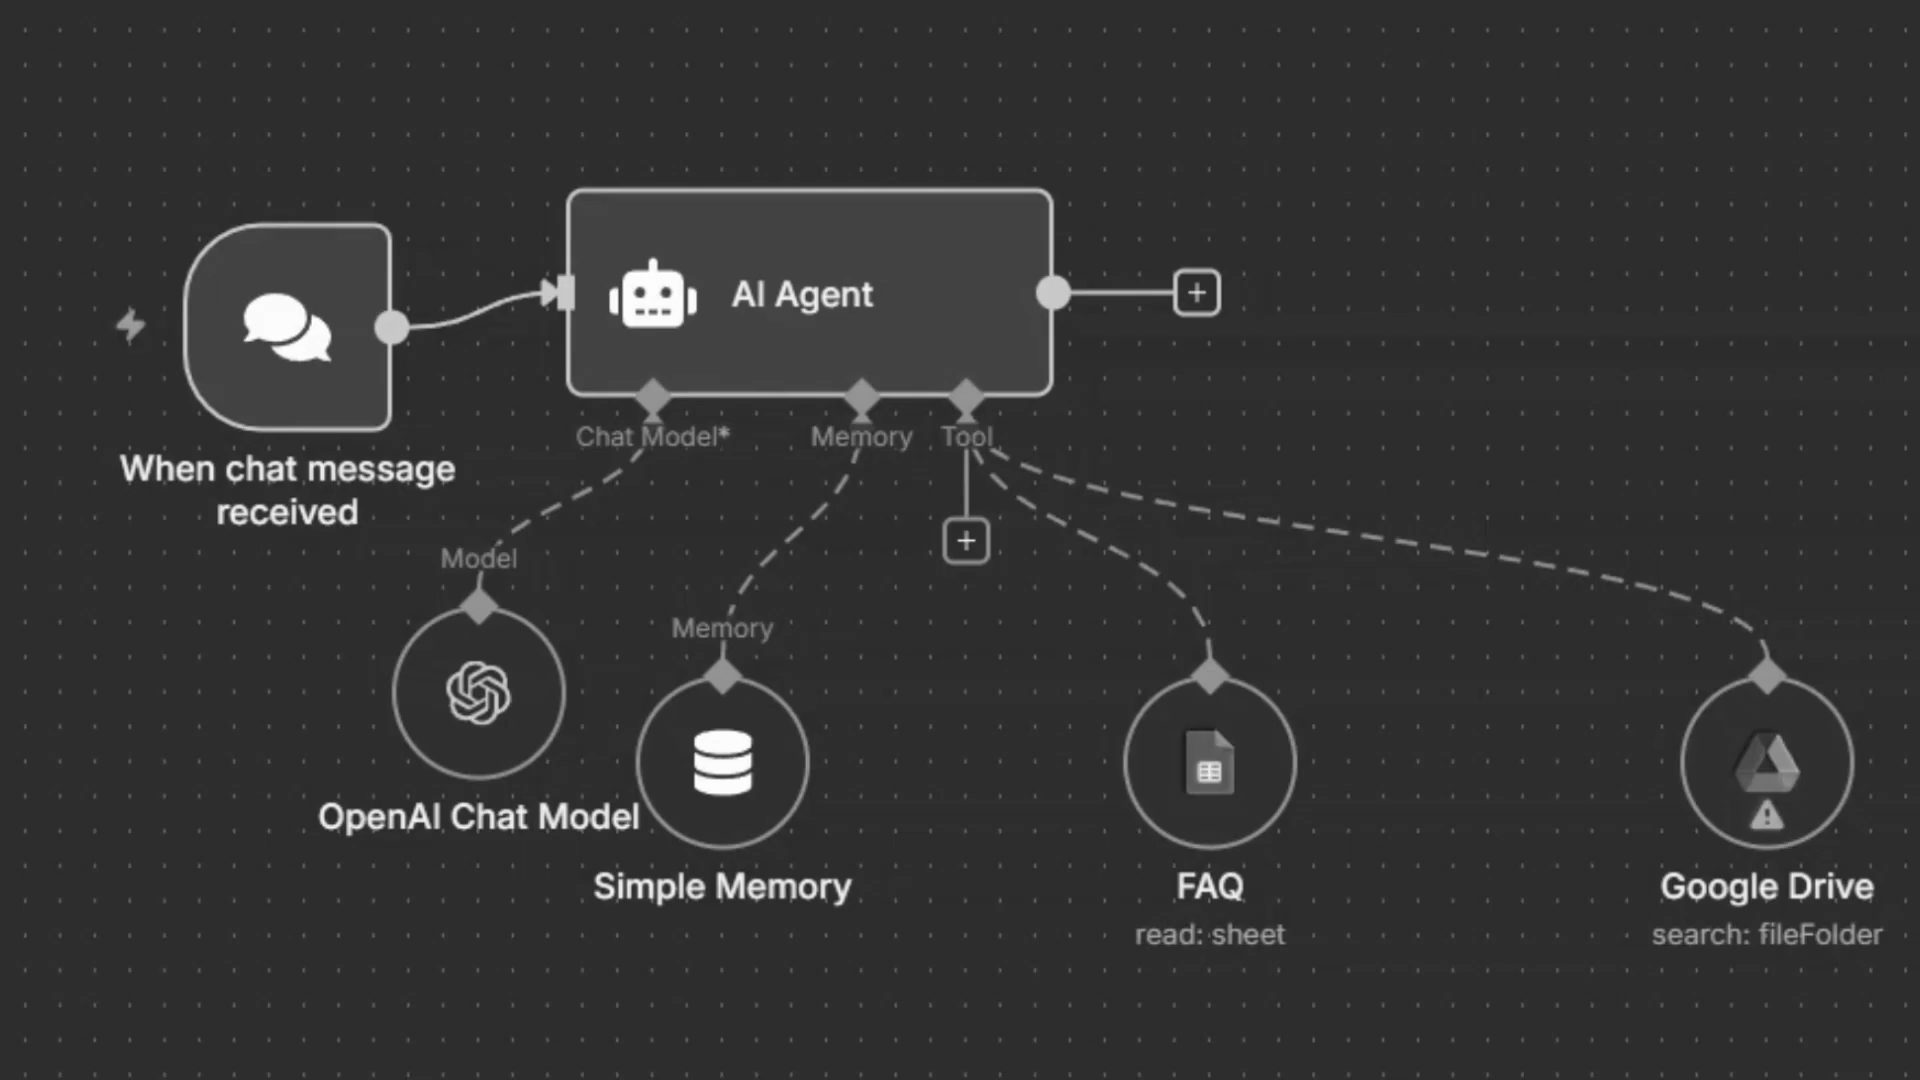 AI Agent
Chat Model*
Memory
Tool
When chat message
received
Model
Memory
OpenAI Chat Model
Simple Memory
FAQ
read: sheet
Google Drive
search: fileFolder